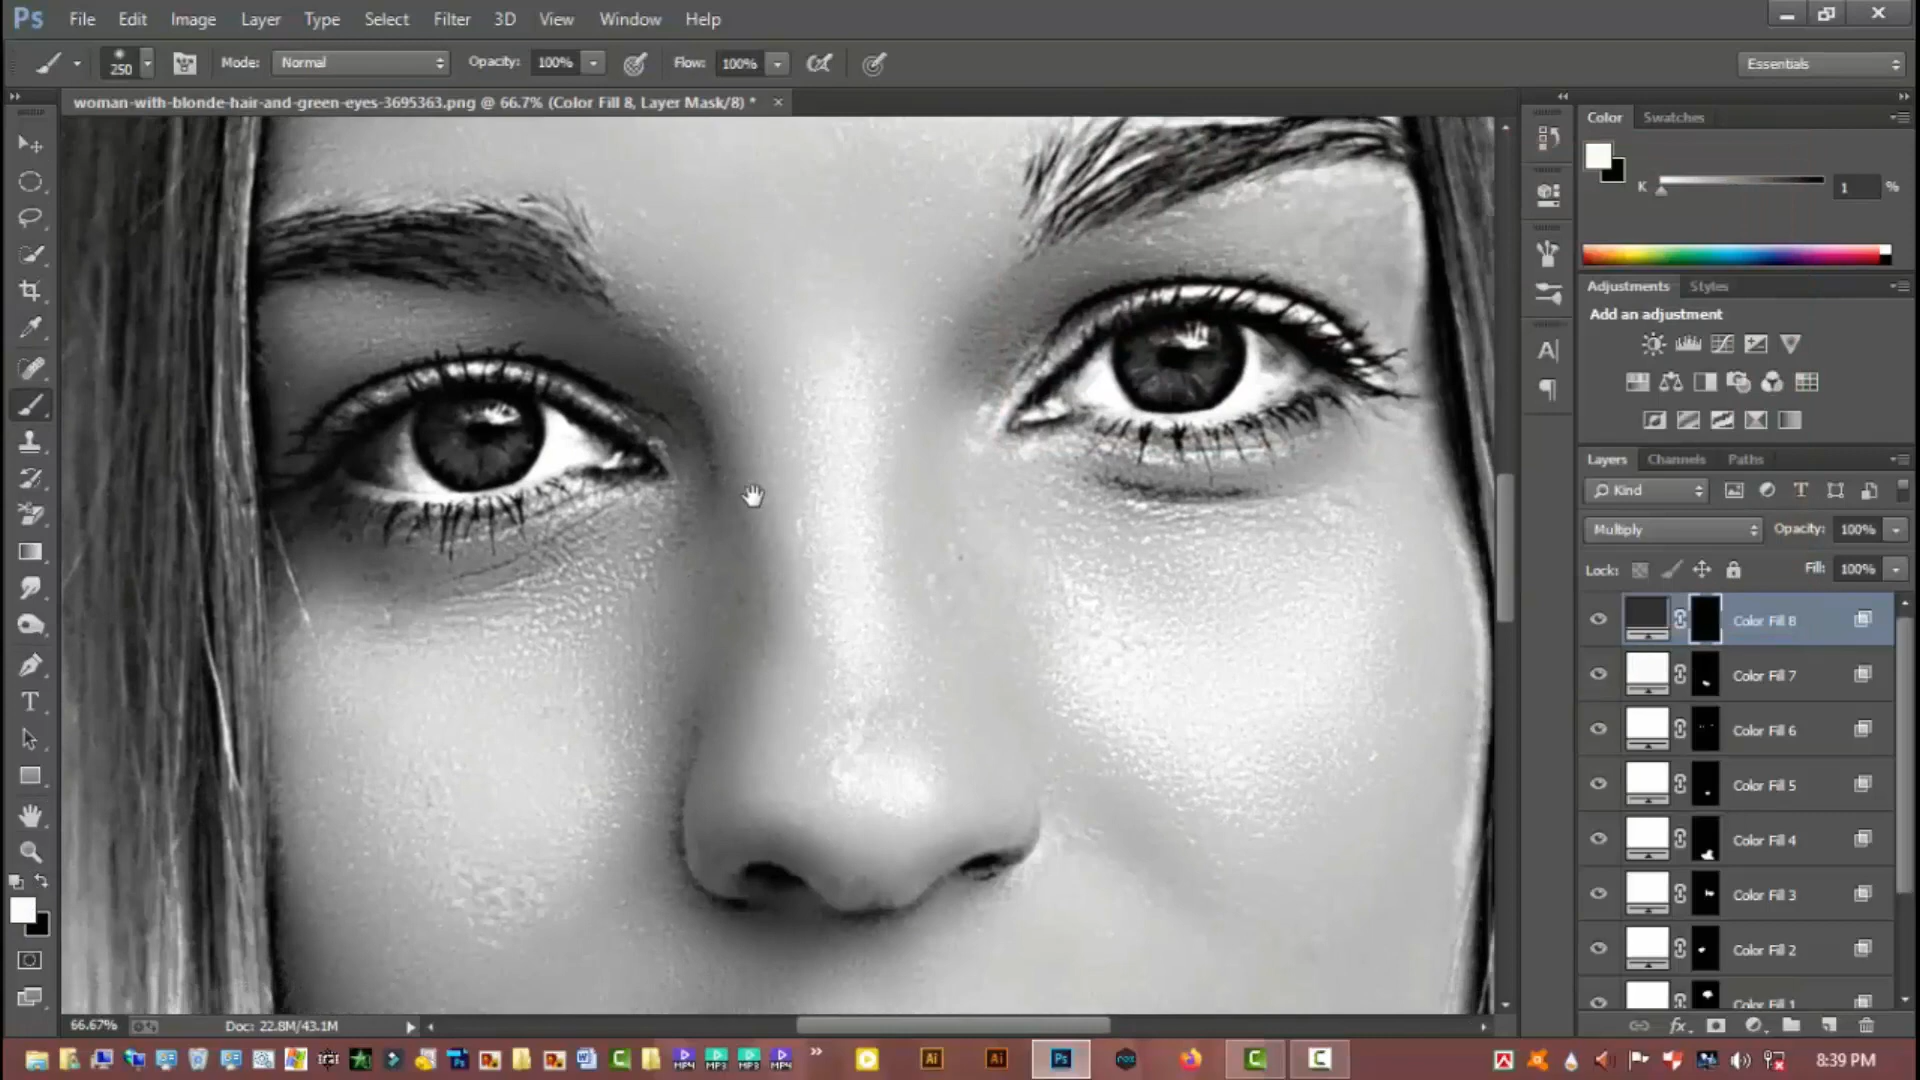 Ps File Edit Image Layer Type Select Filter 3D View Window Help
250 Mode: Normal Opacity: 100% Flow: 100% Essentials
woman-with-blonde-hair-and-green-eyes-3695363.png @ 66.7% (Color Fill 8, Layer Mask/8) *
Color Swatches
K 1 %
Adjustments Styles
Add an adjustment
Layers Channels Paths
Kind
Multiply Opacity: 100%
Lock: Fill: 100%
Color Fill 8
Color Fill 7
Color Fill 6
Color Fill 5
Color Fill 4
Color Fill 3
Color Fill 2
Color Fill 1
66.67% Doc: 22.8M/43.1M
8:39 PM